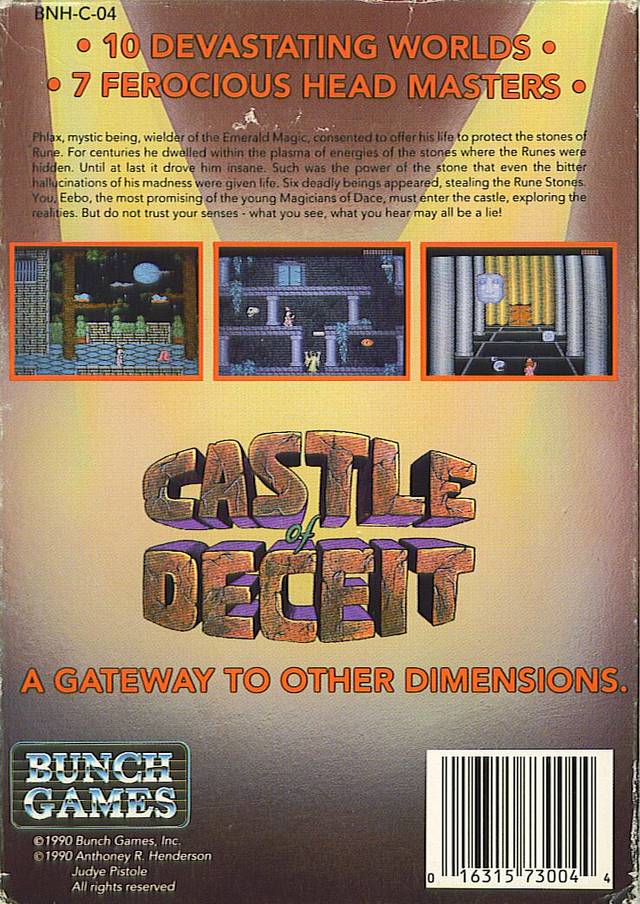 BNH-C-04
• 10 DEVASTATING WORLDS •
• 7 FEROCIOUS HEAD MASTERS •
Phlax, mystic being, wielder of the Emerald Magic, consented to offer his life to protect the stones of
Rune. For centuries he dwelled within the plasma of energies of the stones where the Runes were
hidden. Until at last it drove him insane. Such was the power of the stone that even the bitter
hallucinations of his madness were given life. Six deadly beings appeared, stealing the Rune Stones.
You, Eebo, the most promising of the young Magicians of Dace, must enter the castle, exploring the
realities. But do not trust your senses - what you see, what you hear may all be a lie!
CASTLE
of
DECEIT
A GATEWAY TO OTHER DIMENSIONS.
BUNCH
GAMES
©1990 Bunch Games, Inc.
©1990 Anthoney R. Henderson
Judye Pistole
All rights reserved
0 16315 73004 4